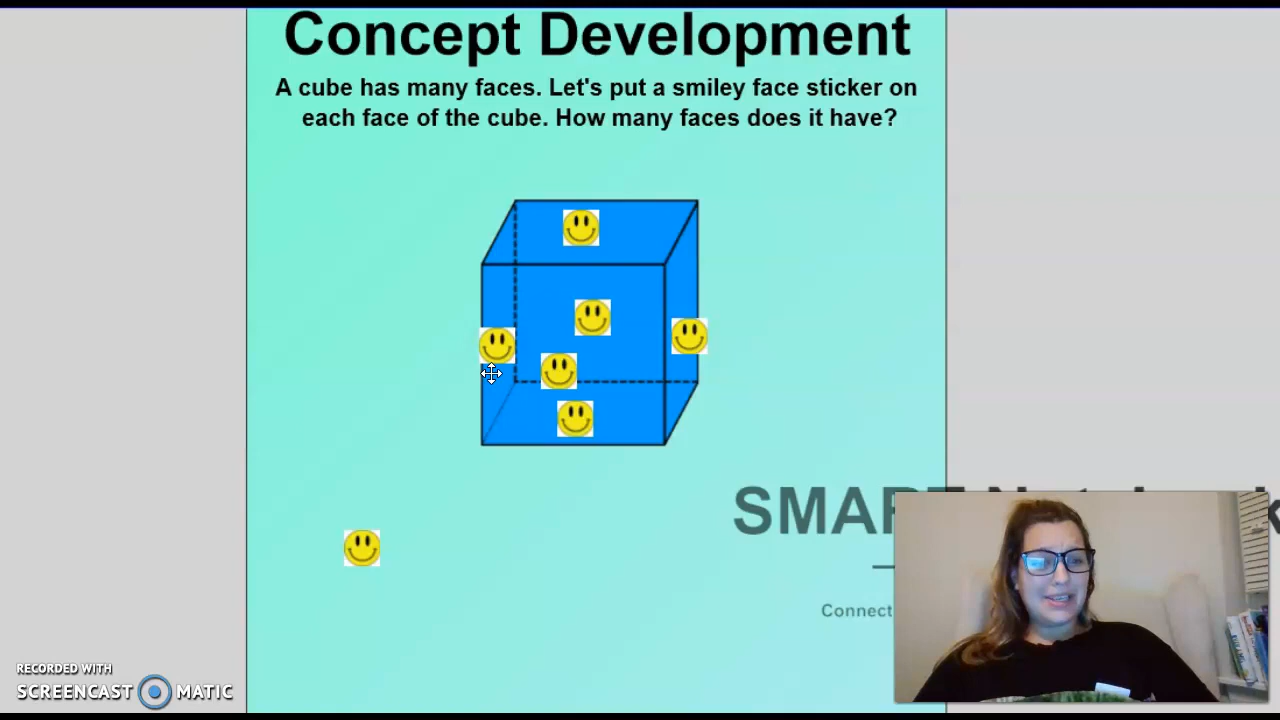 Concept Development
A cube has many faces. Let's put a smiley face sticker on
each face of the cube. How many faces does it have?
Connect
RECORDED WITH
SCREENCAST MATIC